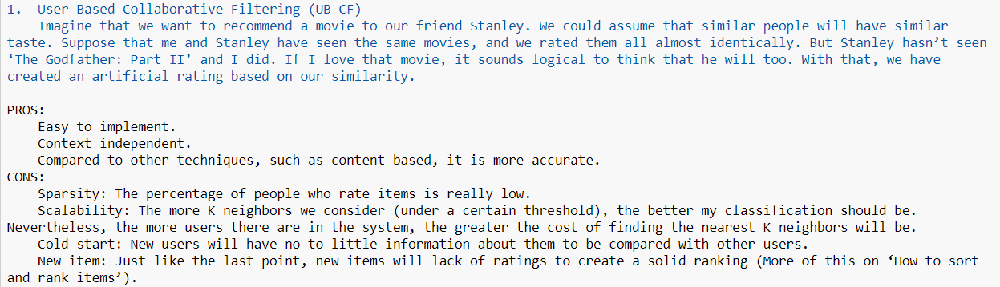 1.  User-Based Collaborative Filtering (UB-CF)
    Imagine that we want to recommend a movie to our friend Stanley. We could assume that similar people will have similar
taste. Suppose that me and Stanley have seen the same movies, and we rated them all almost identically. But Stanley hasn’t seen
‘The Godfather: Part II’ and I did. If I love that movie, it sounds logical to think that he will too. With that, we have
created an artificial rating based on our similarity.

PROS:
    Easy to implement.
    Context independent.
    Compared to other techniques, such as content-based, it is more accurate.
CONS:
    Sparsity: The percentage of people who rate items is really low.
    Scalability: The more K neighbors we consider (under a certain threshold), the better my classification should be.
Nevertheless, the more users there are in the system, the greater the cost of finding the nearest K neighbors will be.
    Cold-start: New users will have no to little information about them to be compared with other users.
    New item: Just like the last point, new items will lack of ratings to create a solid ranking (More of this on ‘How to sort
and rank items’).